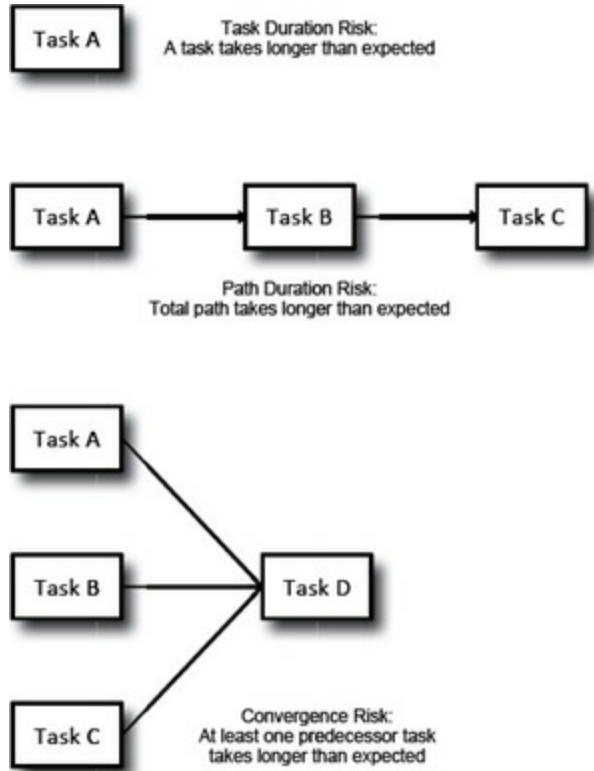 Task A
Task Duration Risk:
A task takes longer than expected
Task A
Task B
Task C
Path Duration Risk:
Total path takes longer than expected
Task A
Task B
Task D
Task C
Convergence Risk:
At least one predecessor task
takes longer than expected